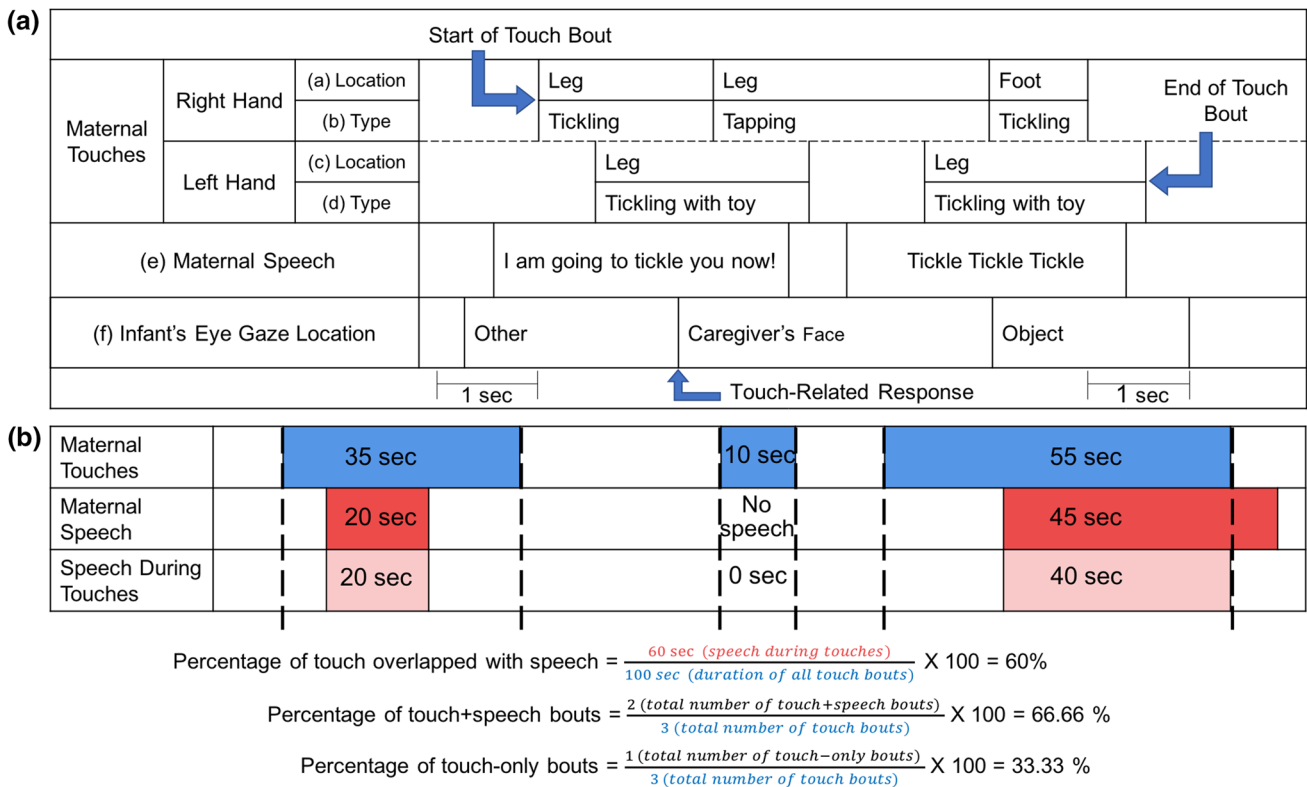 (a)
Start of Touch Bout
Maternal
Touches
Right Hand
(a) Location
Leg
Leg
Foot
(b) Type
Tickling
Tapping
Tickling
End of Touch
Bout
Left Hand
(c) Location
Leg
Leg
(d) Type
Tickling with toy
Tickling with toy
(e) Maternal Speech
I am going to tickle you now!
Tickle Tickle Tickle
(f) Infant's Eye Gaze Location
Other
Caregiver's Face
Object
1 sec
Touch-Related Response
1 sec
(b)
Maternal
Touches
35 sec
10 sec
55 sec
Maternal
Speech
20 sec
No
speech
45 sec
Speech During
Touches
20 sec
0 sec
40 sec
Percentage of touch overlapped with speech = 60 sec (speech during touches) / 100 sec (duration of all touch bouts) X 100 = 60%
Percentage of touch+speech bouts = 2 (total number of touch+speech bouts) / 3 (total number of touch bouts) X 100 = 66.66 %
Percentage of touch-only bouts = 1 (total number of touch−only bouts) / 3 (total number of touch bouts) X 100 = 33.33 %